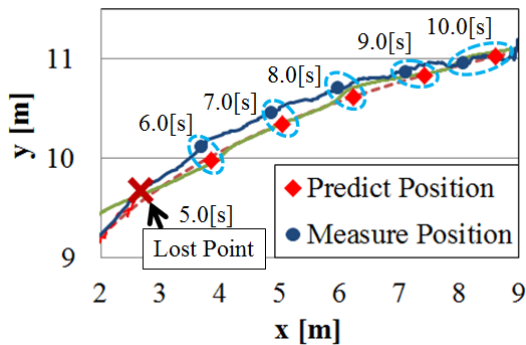 10.0[s]
9.0[s]
8.0[s]
7.0[s]
6.0[s]
5.0[s]
11
10
9
y [m]
Predict Position
Measure Position
Lost Point
2 3 4 5 6 7 8 9
x [m]